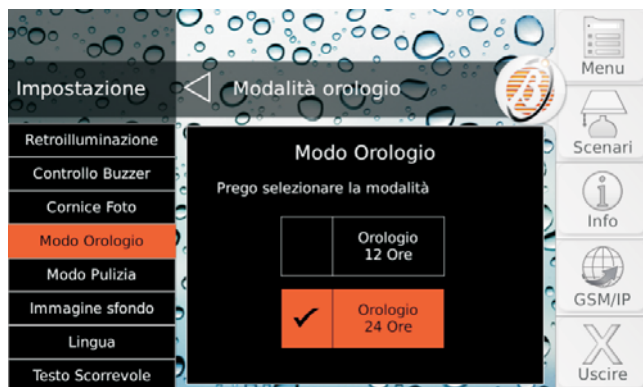 Impostazione
Modalità orologio
Retroilluminazione
Controllo Buzzer
Cornice Foto
Modo Orologio
Modo Pulizia
Immagine sfondo
Lingua
Testo Scorrevole
Modo Orologio
Prego selezionare la modalità
Orologio
12 Ore
Orologio
24 Ore
Menu
Scenari
Info
GSM/IP
Uscire